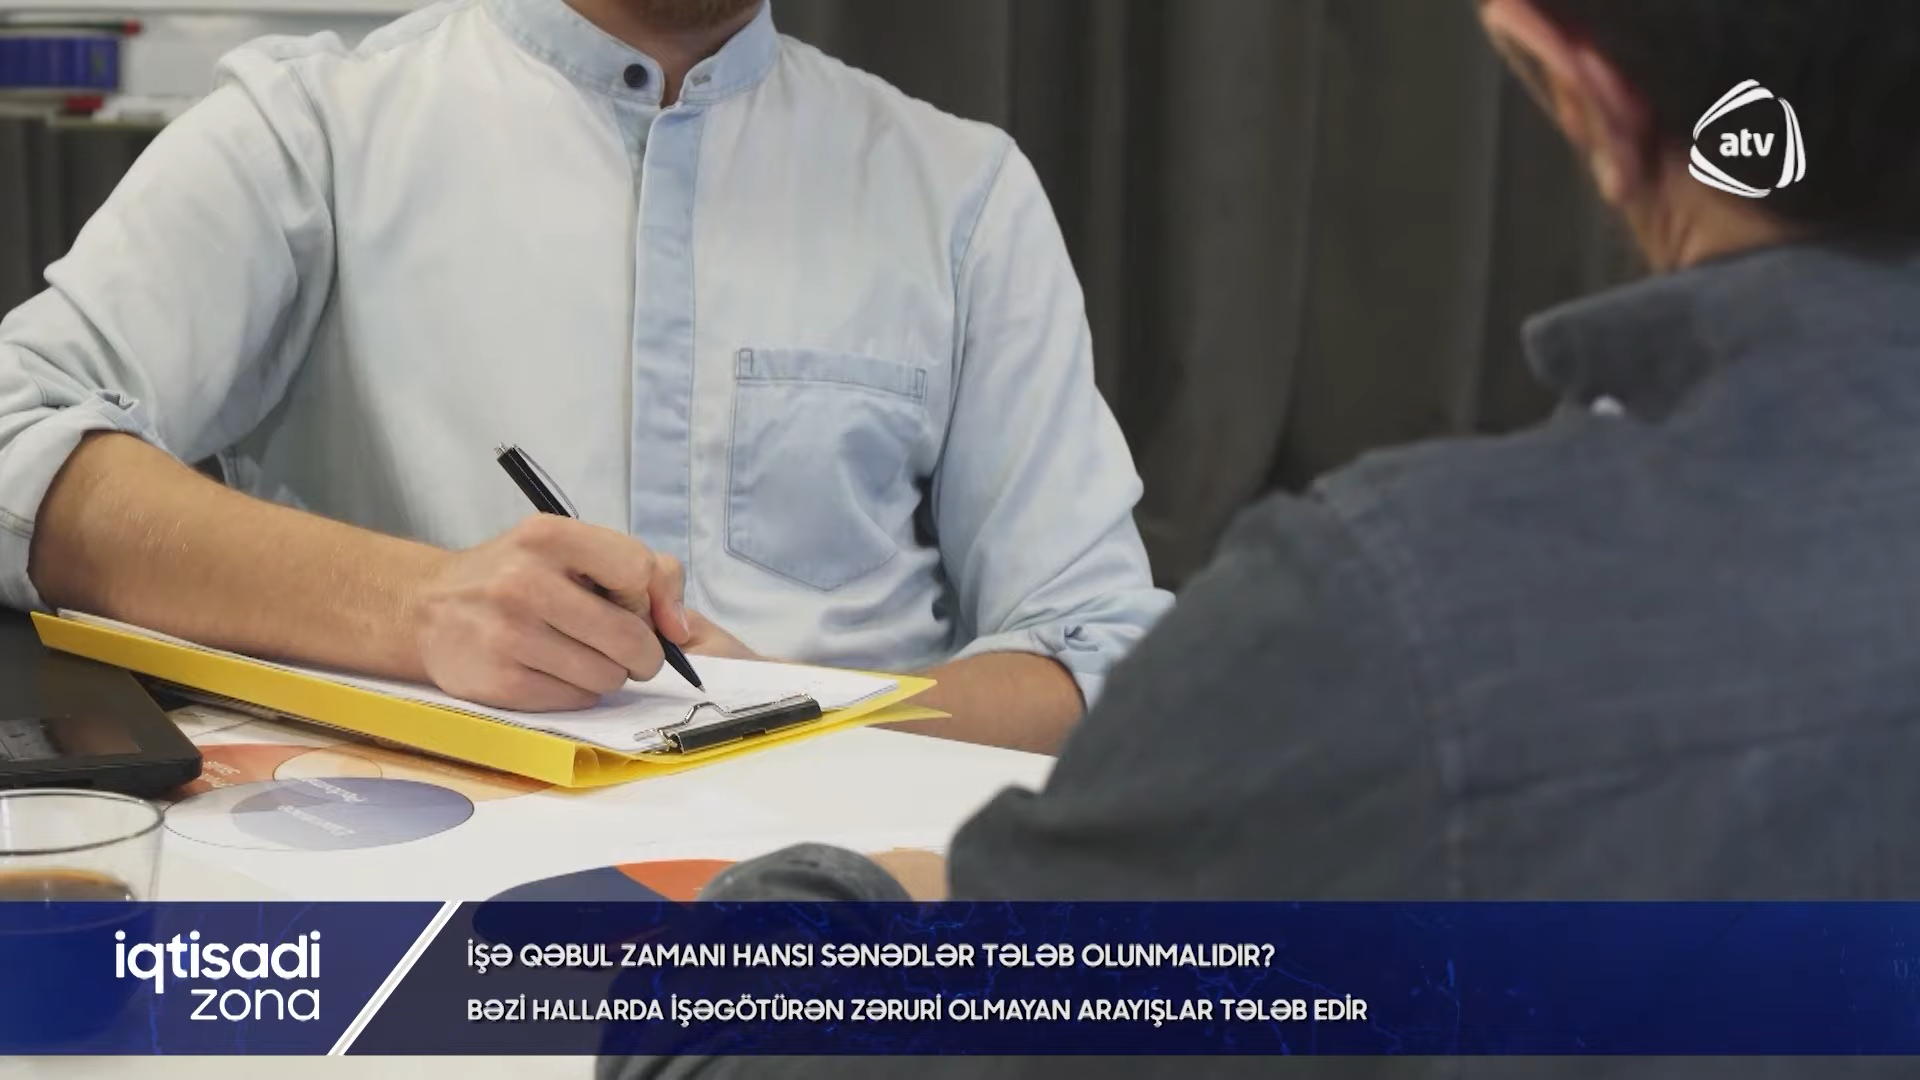 atv
iqtisadi
zona
İŞƏ QƏBUL ZAMANI HANSI SƏNƏDLƏR TƏLƏB OLUNMALIDIR?
BƏZİ HALLARDA İŞƏGÖTÜRƏN ZƏRURİ OLMAYAN ARAYIŞLAR TƏLƏB EDİR